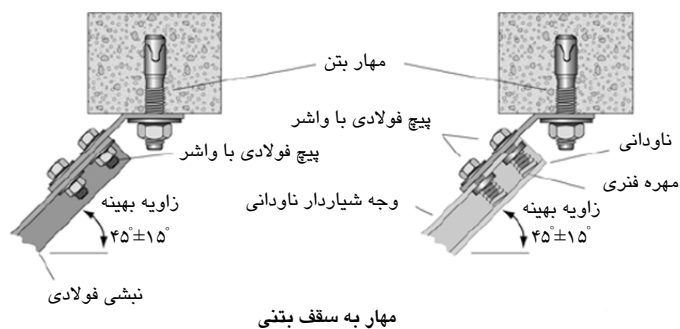 مهار بتن
پیچ فولادی با واشر
ناودانی
پیچ فولادی با واشر
مهره فنری
زاویه بهینه
وجه شیاردار ناودانی
زاویه بهینه
۴۵°±۱۵°
۴۵°±۱۵°
نبشی فولادی
مهار به سقف بتنی